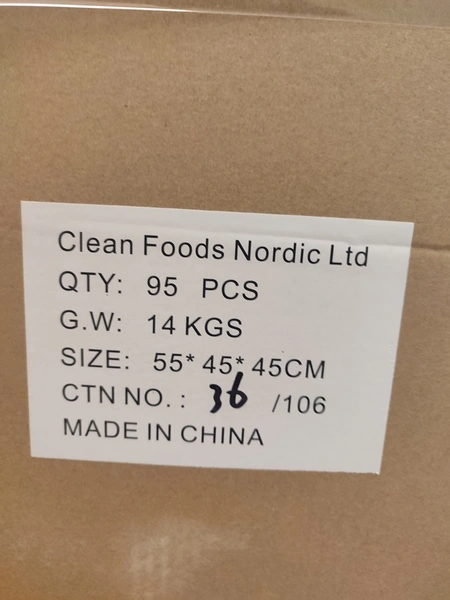 Clean Foods Nordic Ltd
QTY: 95 PCS
G.W: 14 KGS
SIZE: 55* 45* 45CM
CTN NO. : 36 /106
MADE IN CHINA